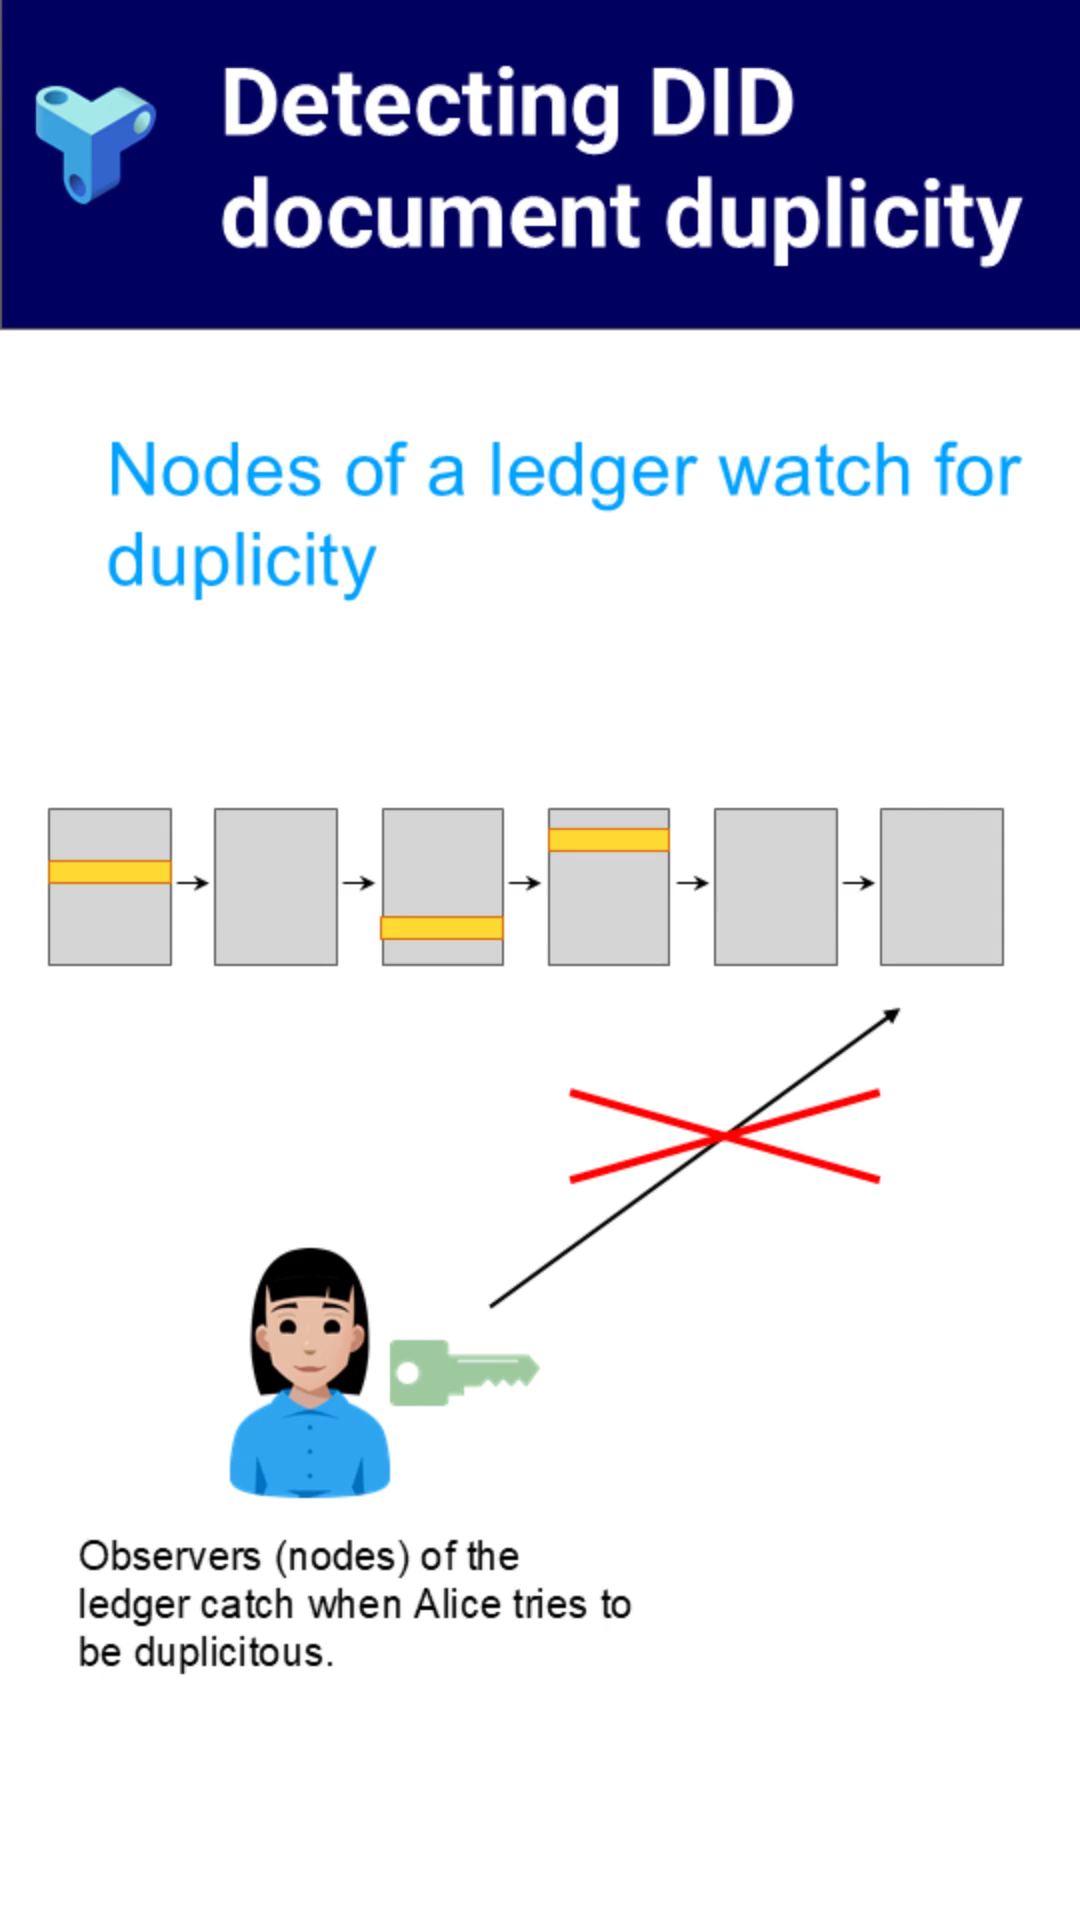 Detecting DID
document duplicity
Nodes of a ledger watch for
duplicity
Observers (nodes) of the
ledger catch when Alice tries to
be duplicitous.